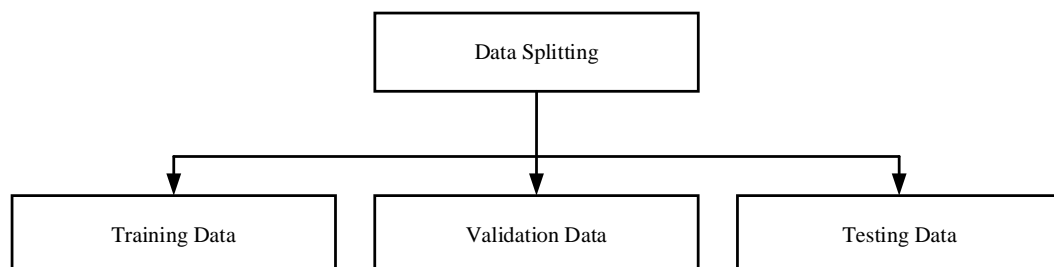 Data Splitting
Training Data
Validation Data
Testing Data